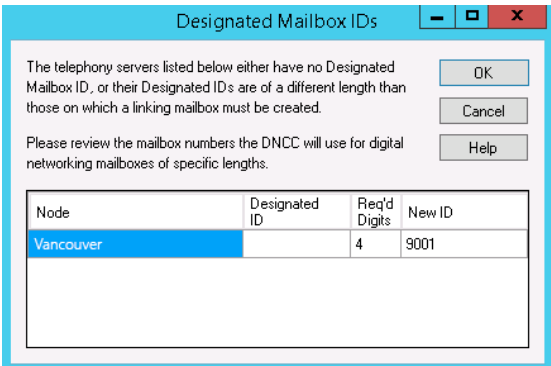 Designated Mailbox IDs
The telephony servers listed below either have no Designated
Mailbox ID, or their Designated IDs are of a different length than
those on which a linking mailbox must be created.
Please review the mailbox numbers the DNCC will use for digital
networking mailboxes of specific lengths.
OK
Cancel
Help
Node
Designated
ID
Req'd
Digits
New ID
Vancouver
4
9001